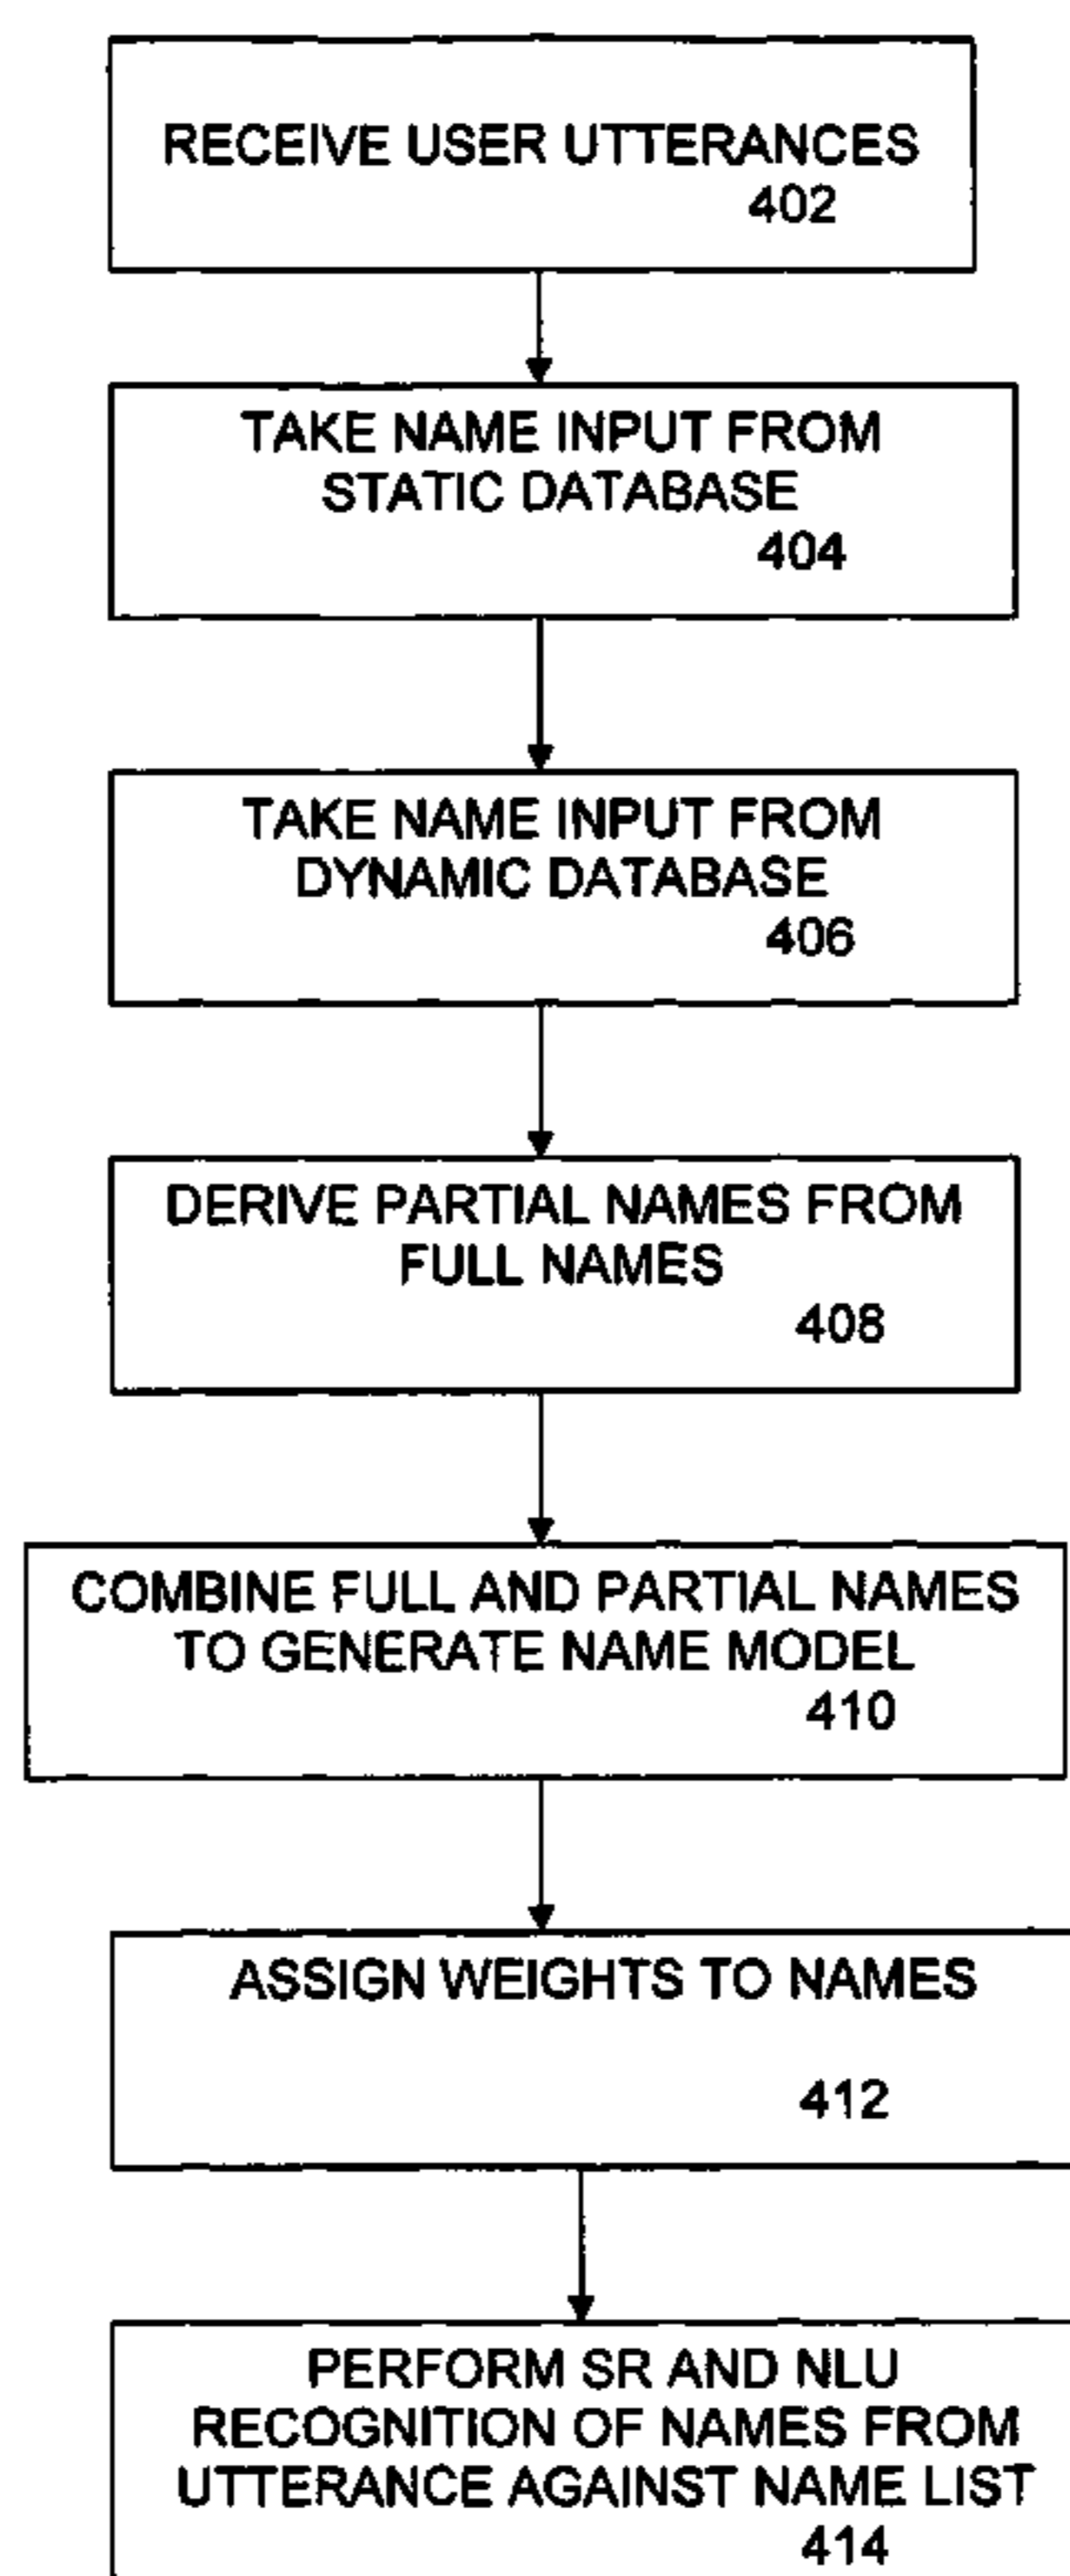 RECEIVE USER UTTERANCES
402
TAKE NAME INPUT FROM
STATIC DATABASE
404
TAKE NAME INPUT FROM
DYNAMIC DATABASE
406
DERIVE PARTIAL NAMES FROM
FULL NAMES
408
COMBINE FULL AND PARTIAL NAMES
TO GENERATE NAME MODEL
410
ASSIGN WEIGHTS TO NAMES
412
PERFORM SR AND NLU
RECOGNITION OF NAMES FROM
UTTERANCE AGAINST NAME LIST
414